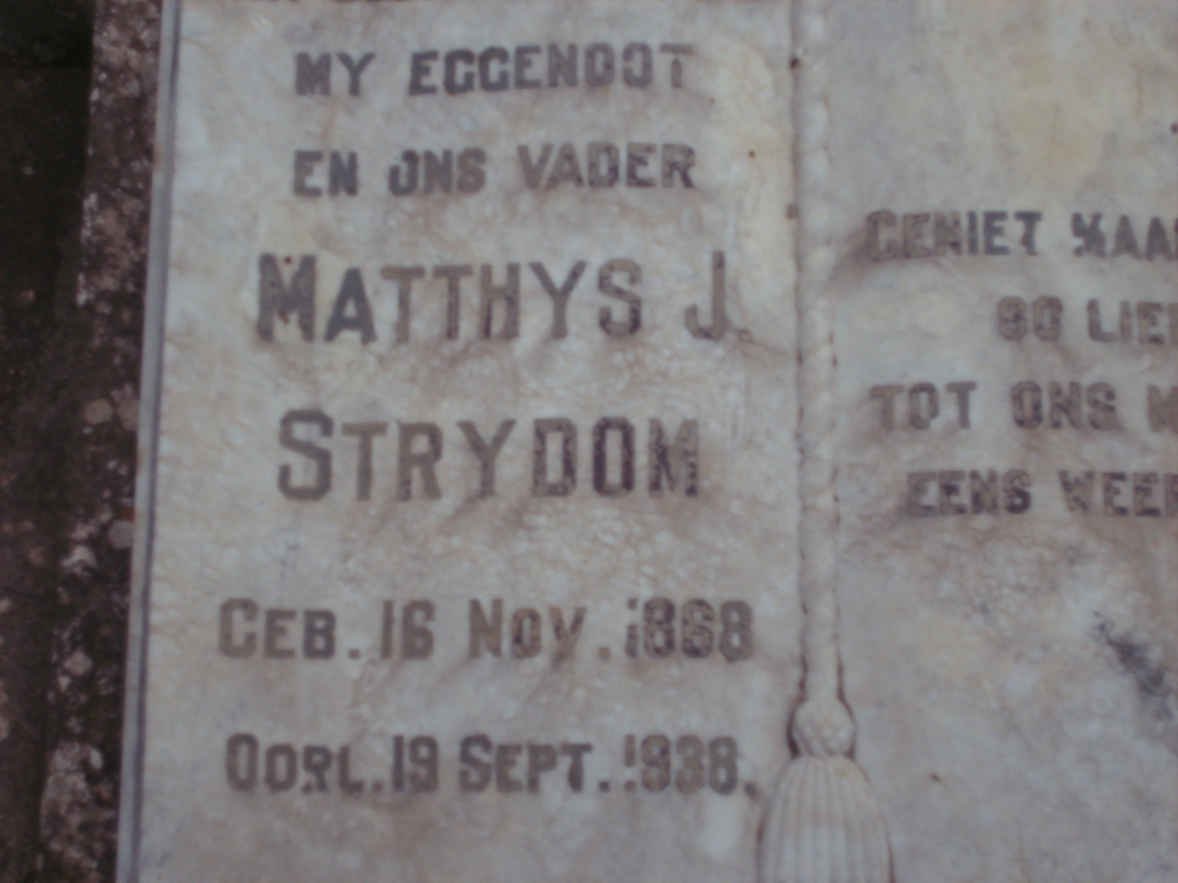 MY EGGENOOT
EN ONS VADER
MATTHYS J.
STRYDOM
GEB. 16 NOV. 1868
OORL. 19 SEPT. 1938.
GENIET
OG
TOT ONS
EENS